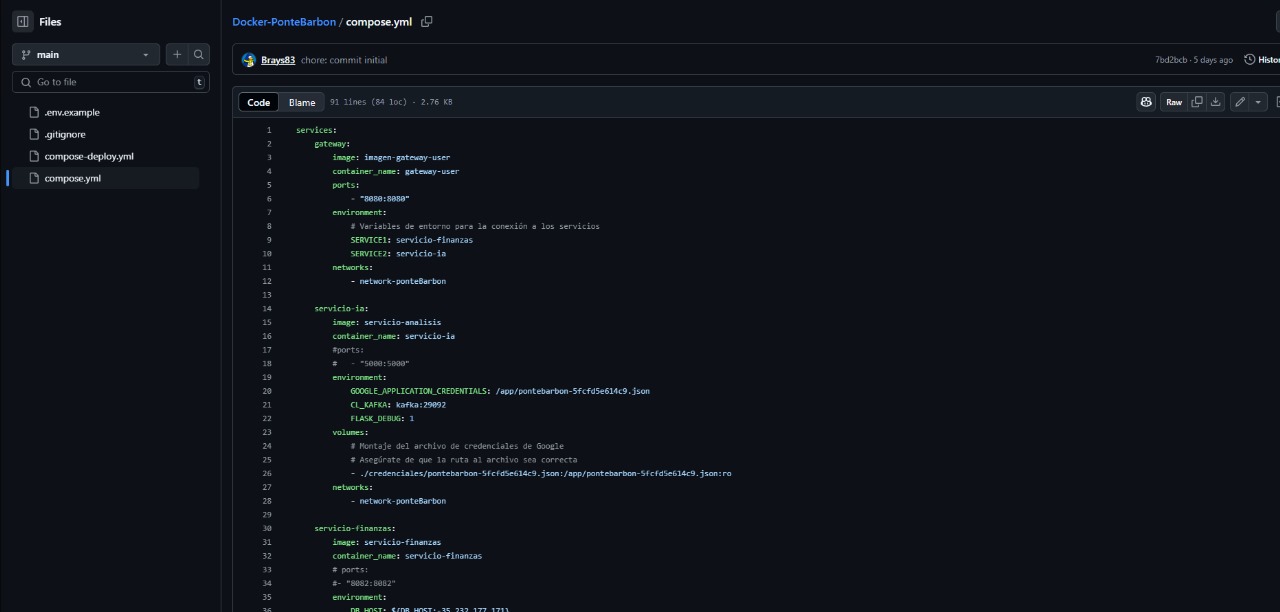 Files
Docker-PonteBarbon / compose.yml
main
Brays83 chore: commit initial
7bd2bcb · 5 days ago
Go to file
t
Code Blame 91 lines (84 loc) · 2.76 KB
Raw
.env.example
.gitignore
compose-deploy.yml
compose.yml
1 services:
2 gateway:
3 image: imagen-gateway-user
4 container_name: gateway-user
5 ports:
6 - "8080:8080"
7 environment:
8 # Variables de entorno para la conexión a los servicios
9 SERVICE1: servicio-finanzas
10 SERVICE2: servicio-ia
11 networks:
12 - network-ponteBarbon
13
14 servicio-ia:
15 image: servicio-analisis
16 container_name: servicio-ia
17 #ports:
18 # - "5000:5000"
19 environment:
20 GOOGLE_APPLICATION_CREDENTIALS: /app/pontebarbon-5fcfd5e614c9.json
21 CL_KAFKA: kafka:29092
22 FLASK_DEBUG: 1
23 volumes:
24 # Montaje del archivo de credenciales de Google
25 # Asegúrate de que la ruta al archivo sea correcta
26 - ./credenciales/pontebarbon-5fcfd5e614c9.json:/app/pontebarbon-5fcfd5e614c9.json:ro
27 networks:
28 - network-ponteBarbon
29
30 servicio-finanzas:
31 image: servicio-finanzas
32 container_name: servicio-finanzas
33 # ports:
34 #- "8082:8082"
35 environment:
36 DB_HOST: ${DB_HOST:-35.232.177.171}